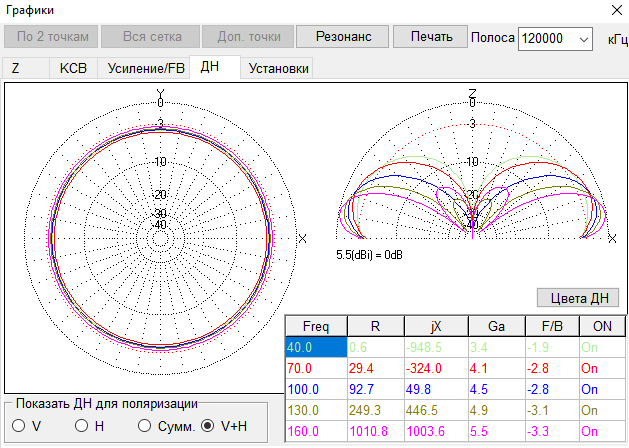 Графики
По 2 точкам Вся сетка Доп. точки Резонанс Печать Полоса 120000 кГц
Z КСВ Усиление/FB ДН Установки
Y
0
3
10
20
30
40
X
Z
0
3
10
20
30
40
X
5.5(dBi) = 0dB
Цвета ДН
Freq R jX Ga F/B ON
40.0 0.6 -948.5 3.4 -1.9 On
70.0 29.4 -324.0 4.1 -2.8 On
100.0 92.7 49.8 4.5 -2.8 On
130.0 249.3 446.5 4.9 -3.1 On
160.0 1010.8 1003.6 5.5 -3.3 On
Показать ДН для поляризации
V H Сумм. V+H